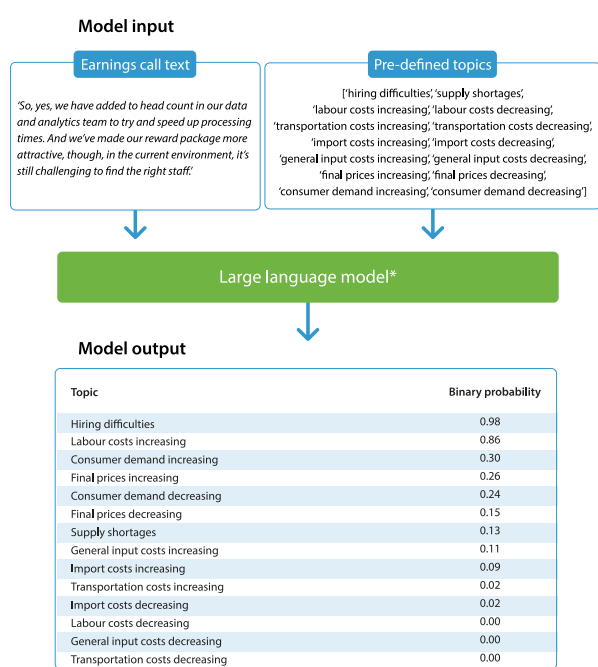 Model input
Earnings call text
'So, yes, we have added to head count in our data
and analytics team to try and speed up processing
times. And we've made our reward package more
attractive, though, in the current environment, it's
still challenging to find the right staff.'
Pre-defined topics
['hiring difficulties', 'supply shortages',
'labour costs increasing', 'labour costs decreasing',
'transportation costs increasing', 'transportation costs decreasing',
'import costs increasing', 'import costs decreasing',
'general input costs increasing', 'general input costs decreasing',
'final prices increasing', 'final prices decreasing',
'consumer demand increasing', 'consumer demand decreasing']
Large language model*
Model output
Topic Binary probability
Hiring difficulties 0.98
Labour costs increasing 0.86
Consumer demand increasing 0.30
Final prices increasing 0.26
Consumer demand decreasing 0.24
Final prices decreasing 0.15
Supply shortages 0.13
General input costs increasing 0.11
Import costs increasing 0.09
Transportation costs increasing 0.02
Import costs decreasing 0.02
Labour costs decreasing 0.00
General input costs decreasing 0.00
Transportation costs decreasing 0.00